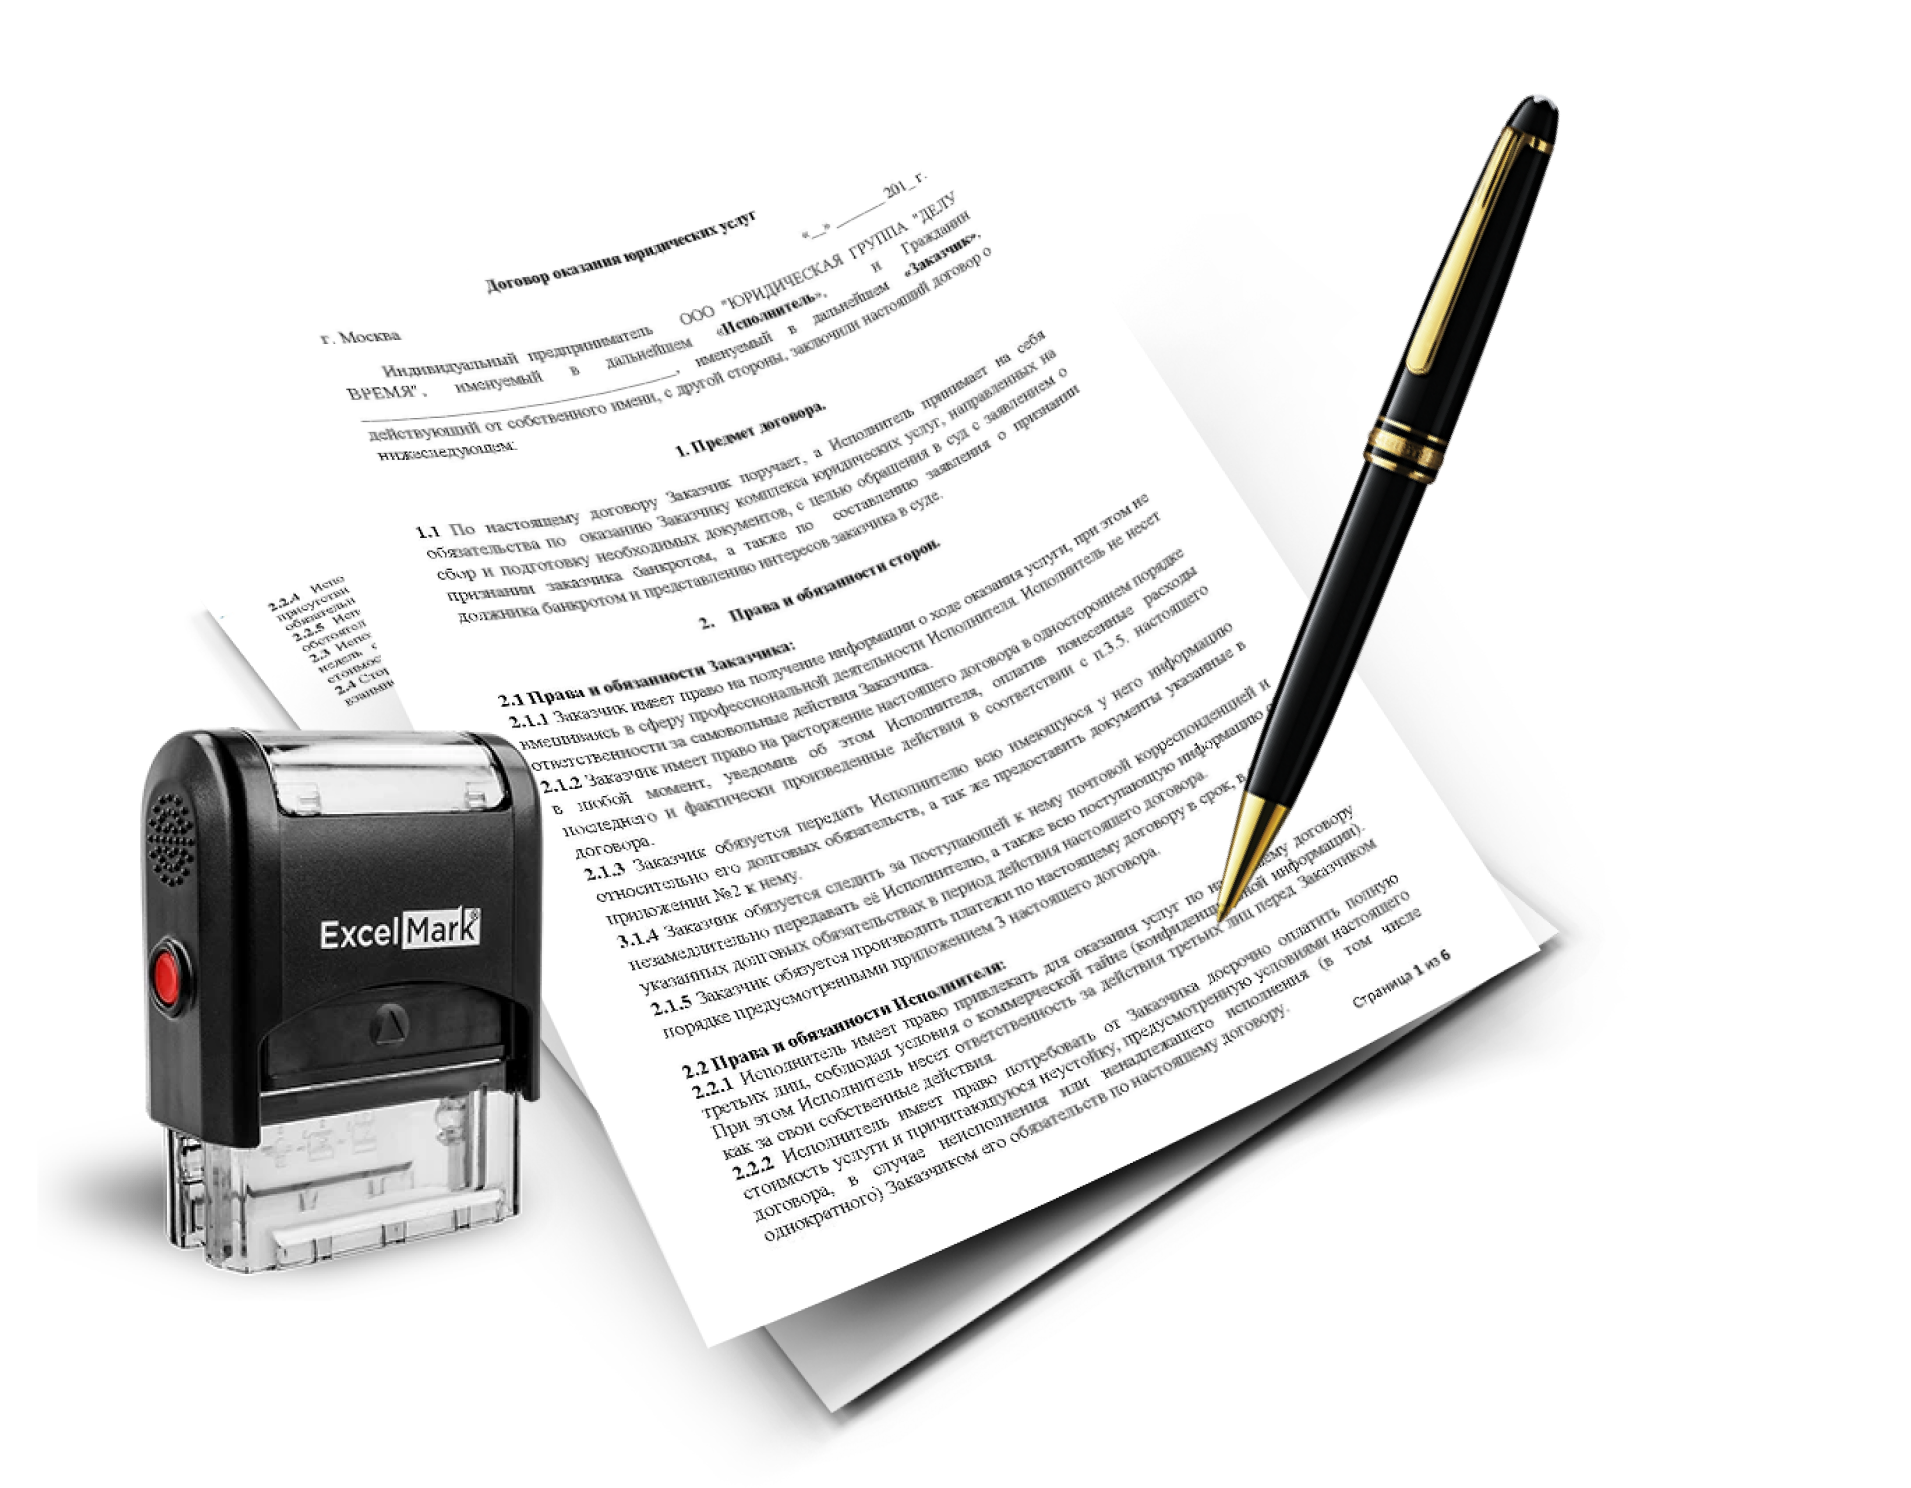 Договор оказания юридических услуг
г. Москва
«__» ________ 201_ г.
Индивидуальный предприниматель ООО "ЮРИДИЧЕСКАЯ ГРУППА "ДЕЛУ
ВРЕМЯ", именуемый в дальнейшем «Исполнитель», и Гражданин
________________________________, именуемый в дальнейшем «Заказчик»,
действующий от собственного имени, с другой стороны, заключили настоящий договор о
нижеследующем:
1. Предмет договора.
1.1 По настоящему договору Заказчик поручает, а Исполнитель принимает на себя
обязательства по оказанию Заказчику комплекса юридических услуг, направленных на
сбор и подготовку необходимых документов, с целью обращения в суд с заявлением о
признании заказчика банкротом, а также по составлению заявления о признании
должника банкротом и представлению интересов заказчика в суде.
2. Права и обязанности сторон.
2.1 Права и обязанности Заказчика:
2.1.1 Заказчик имеет право на получение информации о ходе оказания услуги, при этом не
вмешиваясь в сферу профессиональной деятельности Исполнителя. Исполнитель не несет
ответственности за самовольные действия Заказчика.
2.1.2 Заказчик имеет право на расторжение настоящего договора в одностороннем порядке
в любой момент, уведомив об этом Исполнителя, оплатив понесенные расходы
последнего и фактически произведенные действия в соответствии с п.3.5. настоящего
договора.
2.1.3 Заказчик обязуется передать Исполнителю всю имеющуюся у него информацию
относительно его долговых обязательств, а так же предоставить документы указанные в
приложении №2 к нему.
3.1.4 Заказчик обязуется следить за поступающей к нему почтовой корреспонденцией и
незамедлительно передавать её Исполнителю, а также всю поступающую информацию о
указанных долговых обязательствах в период действия настоящего договора.
2.1.5 Заказчик обязуется производить платежи по настоящему договору в срок, в
порядке предусмотренными приложением 3 настоящего договора.
2.2 Права и обязанности Исполнителя:
2.2.1 Исполнитель имеет право привлекать для оказания услуг по договору
третьих лиц, соблюдая условия о коммерческой тайне (конфиденциальной информации).
При этом Исполнитель несет ответственность за действия третьих лиц перед Заказчиком
как за свои собственные действия.
2.2.2 Исполнитель имеет право потребовать от Заказчика досрочно оплатить полную
стоимость услуги и причитающуюся неустойку, предусмотренную условиями настоящего
договора, в случае неисполнения или ненадлежащего исполнения (в том числе
однократного) Заказчиком его обязательств по настоящему договору.
Страница 1 из 6
2.2.4 Испо
присутстви
обязательн
2.2.5 Исп
обстоятел
2.3 Испо
недель с
стоимос
2.4 Стор
взаимн
ExcelMark®